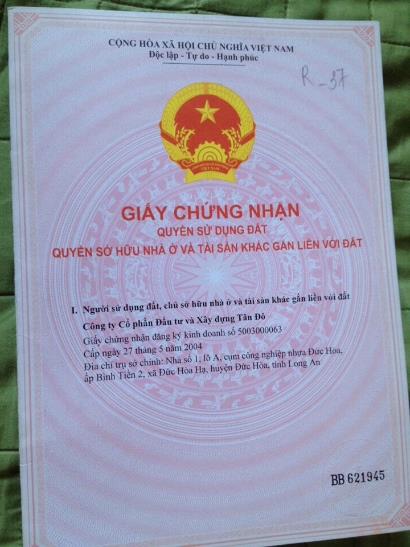 CỘNG HÒA XÃ HỘI CHỦ NGHĨA VIỆT NAM
Độc lập - Tự do - Hạnh phúc
R_37
VIỆT NAM
GIẤY CHỨNG NHẬN
QUYỀN SỬ DỤNG ĐẤT
QUYỀN SỞ HỮU NHÀ Ở VÀ TÀI SẢN KHÁC GẮN LIỀN VỚI ĐẤT
I. Người sử dụng đất, chủ sở hữu nhà ở và tài sản khác gắn liền với đất
Công ty Cổ phần Đầu tư và Xây dựng Tân Đô
Giấy chứng nhận đăng ký kinh doanh số 5003000063
Cấp ngày 27 tháng 5 năm 2004
Địa chỉ trụ sở chính: Nhà số 1, lô A, cụm công nghiệp nhựa Đức Hòa,
ấp Bình Tiền 2, xã Đức Hòa Hạ, huyện Đức Hòa, tỉnh Long An
BB 621945